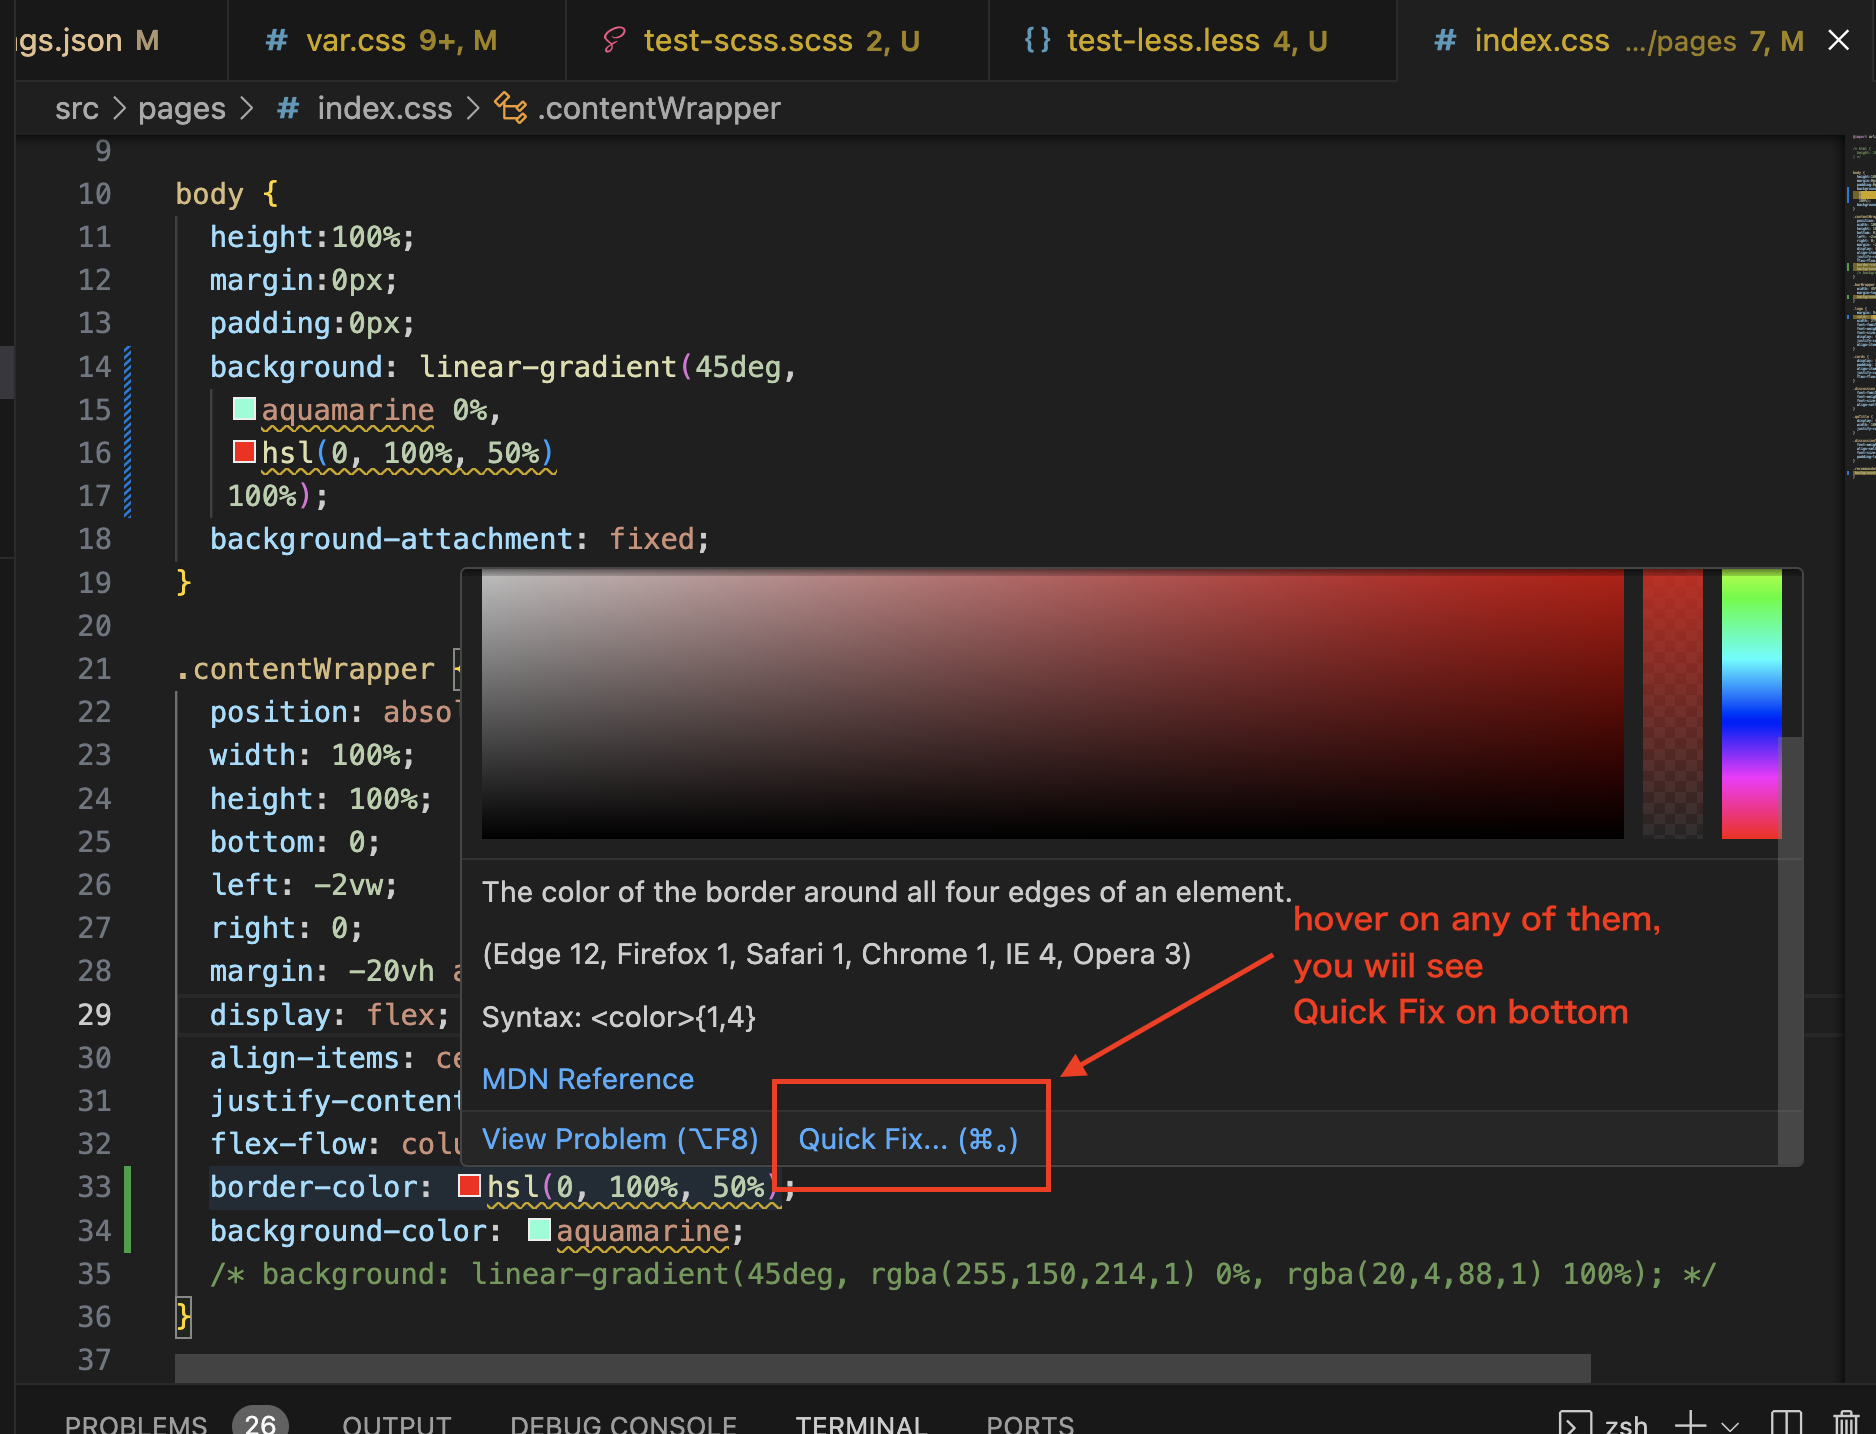 gs.json M
# var.css 9+, M
test-scss.scss 2, U
{} test-less.less 4, U
# index.css .../pages 7, M
src > pages > # index.css > .contentWrapper
9
10 body {
11 height:100%;
12 margin:0px;
13 padding:0px;
14 background: linear-gradient(45deg,
15 aquamarine 0%,
16 hsl(0, 100%, 50%)
17 100%);
18 background-attachment: fixed;
19 }
20
21 .contentWrapper {
22 position: absol
23 width: 100%;
24 height: 100%;
25 bottom: 0;
26 left: -2vw;
27 right: 0;
28 margin: -20vh a
29 display: flex;
30 align-items: ce
31 justify-content
32 flex-flow: colu
The color of the border around all four edges of an element.
(Edge 12, Firefox 1, Safari 1, Chrome 1, IE 4, Opera 3)
Syntax: <color>{1,4}
MDN Reference
View Problem (⌥F8) Quick Fix... (⌘。)
hover on any of them,
you wiil see
Quick Fix on bottom
33 border-color: hsl(0, 100%, 50%);
34 background-color: aquamarine;
35 /* background: linear-gradient(45deg, rgba(255,150,214,1) 0%, rgba(20,4,88,1) 100%); */
36 }
37
PROBLEMS 26 OUTPUT DEBUG CONSOLE TERMINAL PORTS zsh